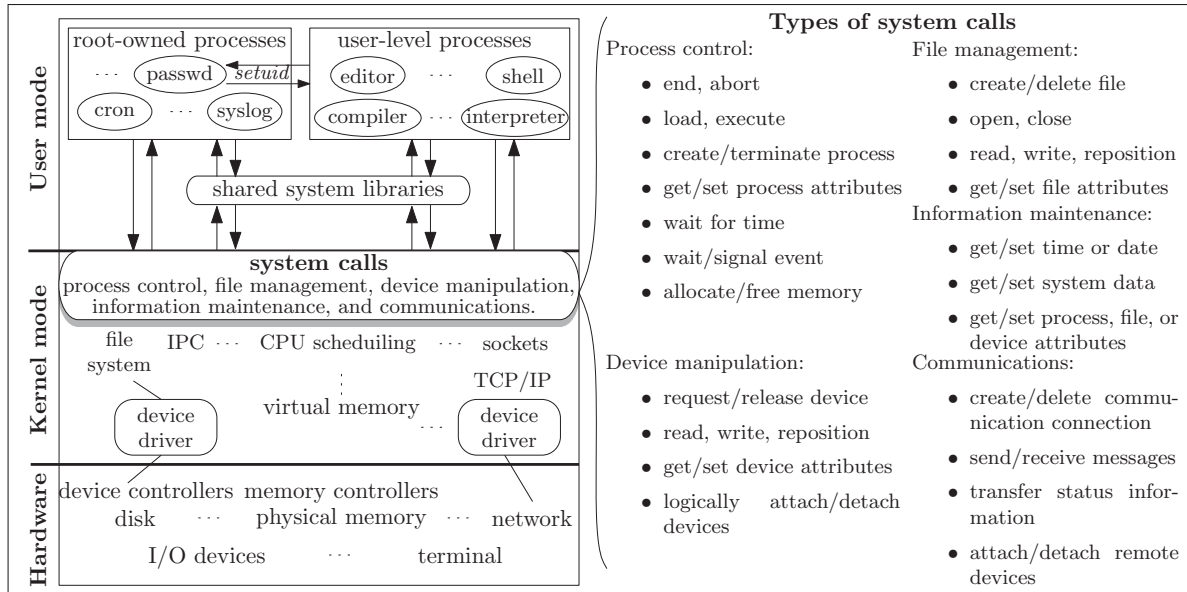 User mode
root-owned processes
··· passwd
cron ··· syslog
setuid
user-level processes
editor ··· shell
compiler ··· interpreter
shared system libraries
Kernel mode
system calls
process control, file management, device manipulation,
information maintenance, and communications.
file
system
IPC ··· CPU scheduiling ··· sockets
TCP/IP
virtual memory ···
device
driver
device
driver
Hardware
device controllers memory controllers
disk ··· physical memory ··· network
I/O devices ··· terminal
Types of system calls
Process control:
• end, abort
• load, execute
• create/terminate process
• get/set process attributes
• wait for time
• wait/signal event
• allocate/free memory
Device manipulation:
• request/release device
• read, write, reposition
• get/set device attributes
• logically attach/detach
devices
File management:
• create/delete file
• open, close
• read, write, reposition
• get/set file attributes
Information maintenance:
• get/set time or date
• get/set system data
• get/set process, file, or
device attributes
Communications:
• create/delete commu-
nication connection
• send/receive messages
• transfer status infor-
mation
• attach/detach remote
devices